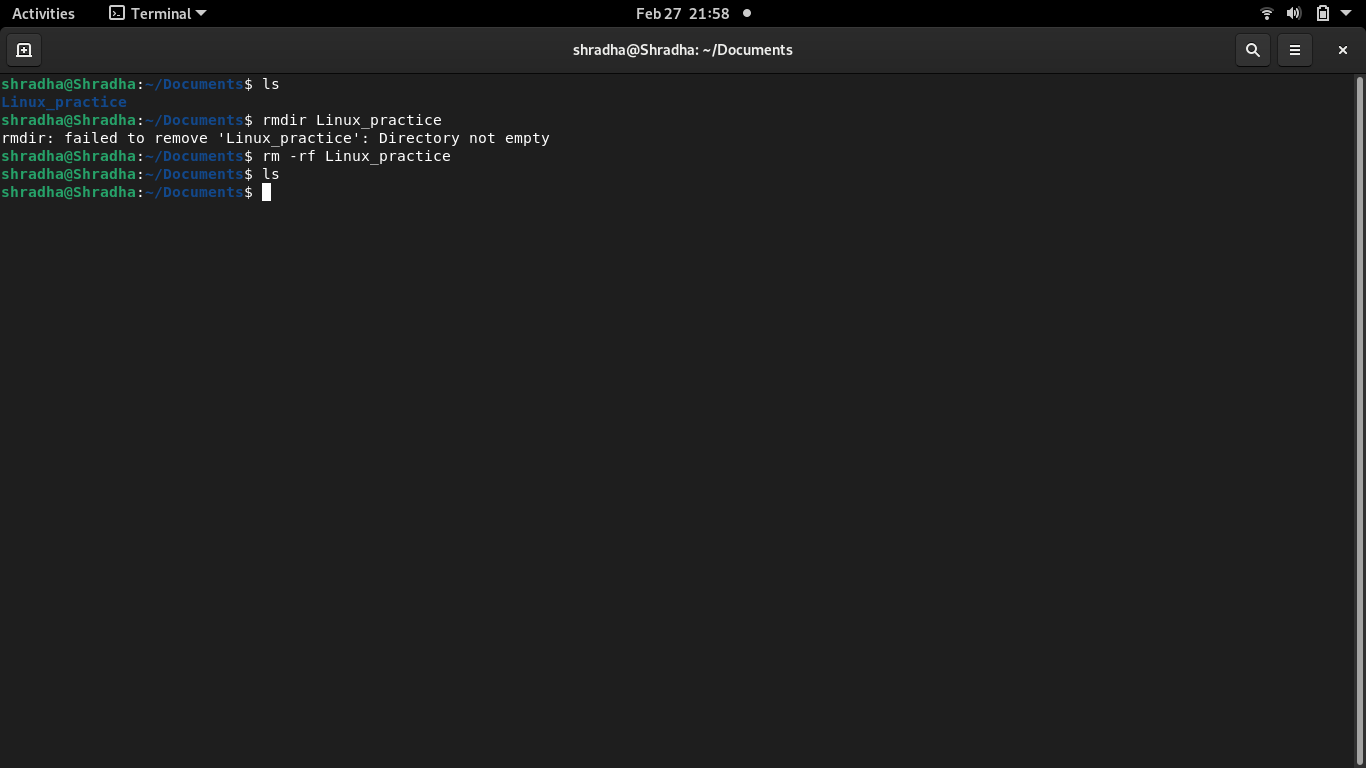 Activities Terminal Feb 27 21:58
shradha@Shradha: ~/Documents
shradha@Shradha:~/Documents$ ls
Linux_practice
shradha@Shradha:~/Documents$ rmdir Linux_practice
rmdir: failed to remove 'Linux_practice': Directory not empty
shradha@Shradha:~/Documents$ rm -rf Linux_practice
shradha@Shradha:~/Documents$ ls
shradha@Shradha:~/Documents$